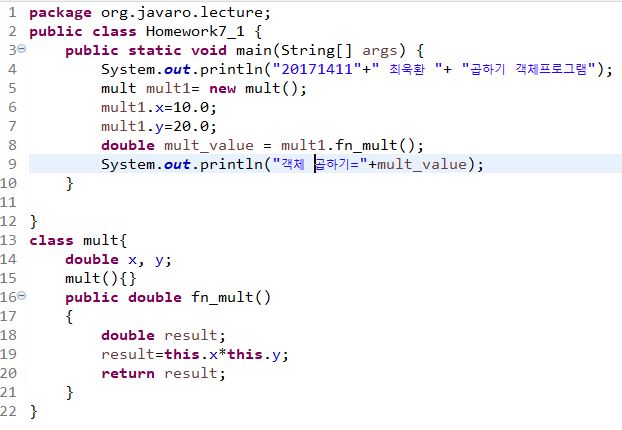 1 package org.javaro.lecture;
2 public class Homework7_1 {
3 public static void main(String[] args) {
4 System.out.println("20171411"+" 최욱환 "+ "곱하기 객체프로그램");
5 mult mult1= new mult();
6 mult1.x=10.0;
7 mult1.y=20.0;
8 double mult_value = mult1.fn_mult();
9 System.out.println("객체 곱하기="+mult_value);
10 }
11
12 }
13 class mult{
14 double x, y;
15 mult(){}
16 public double fn_mult()
17 {
18 double result;
19 result=this.x*this.y;
20 return result;
21 }
22 }